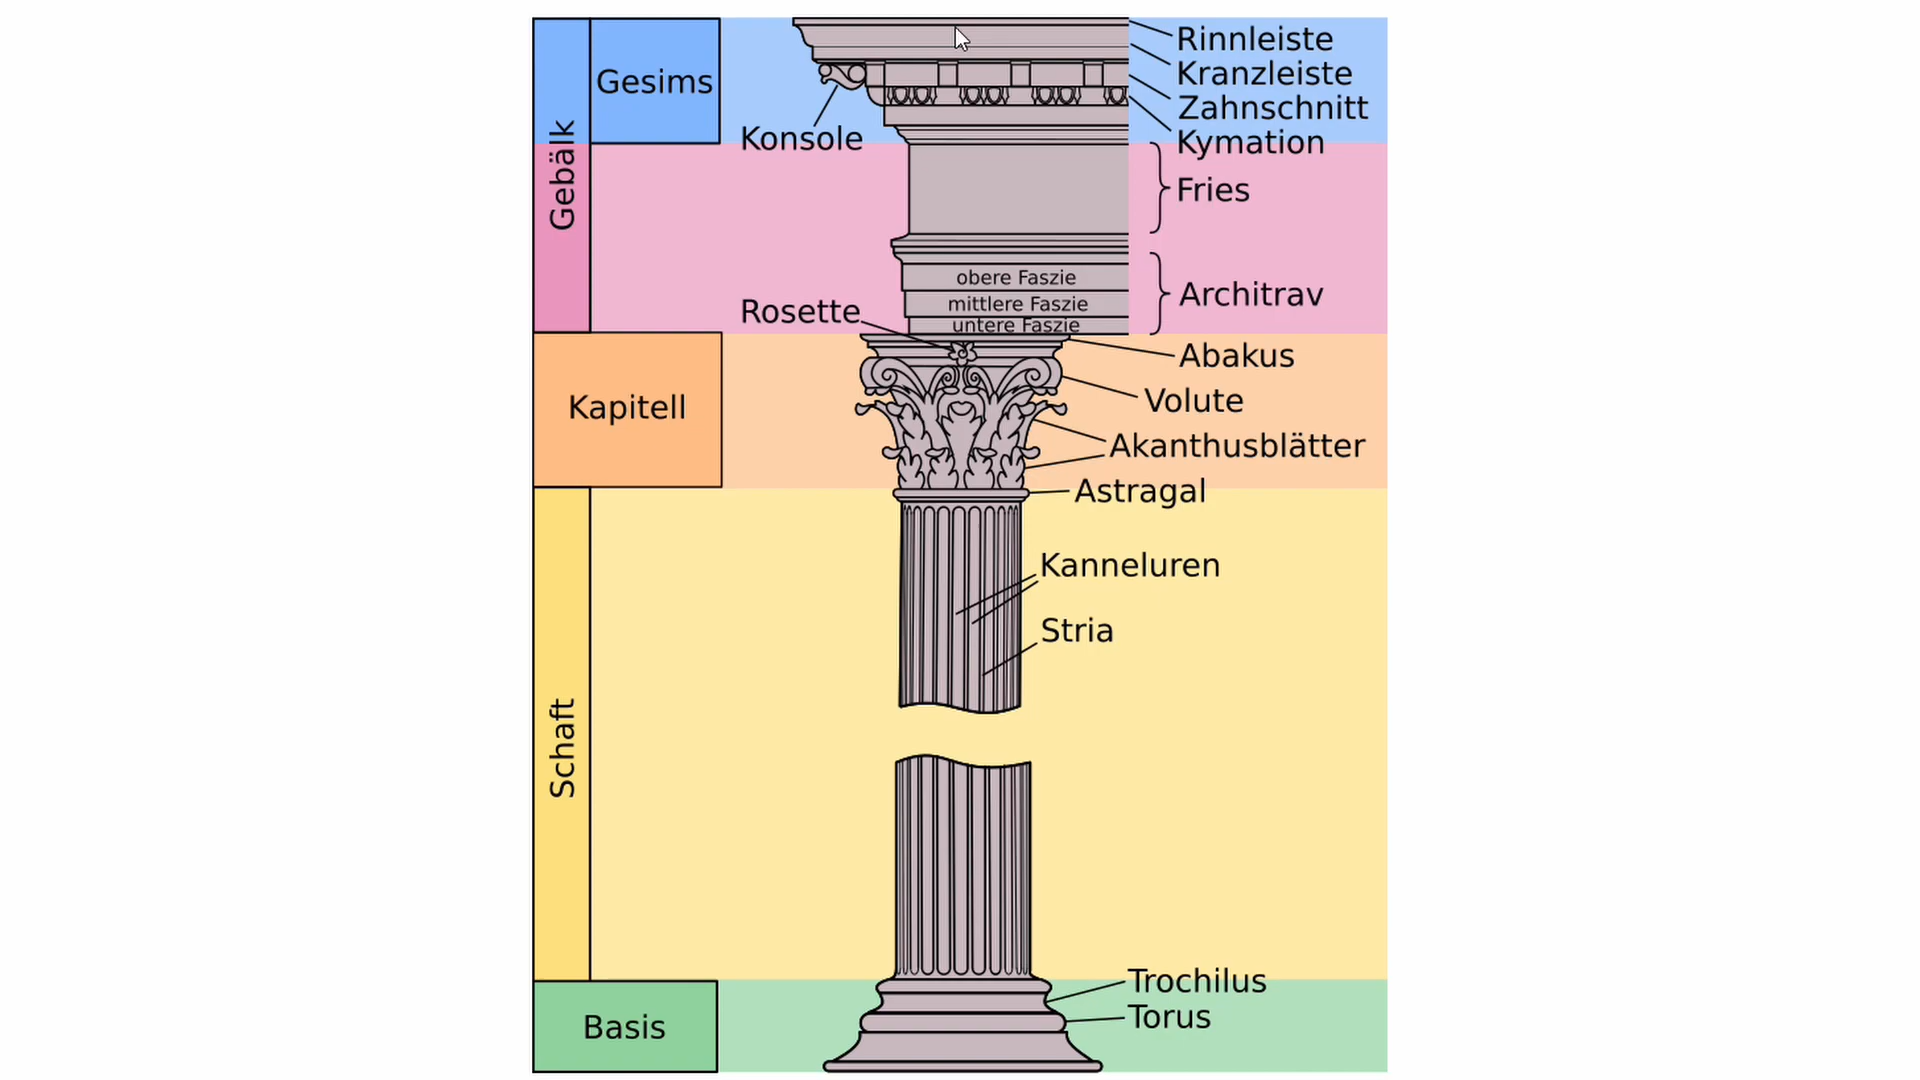 Rinnleiste
Gesims
Kranzleiste
Zahnschnitt
Konsole
Kymation
Gebälk
Fries
obere Faszie
Architrav
mittlere Faszie
Rosette
untere Faszie
Abakus
Kapitell
Volute
Akanthusblätter
Astragal
Kanneluren
Stria
Schaft
Trochilus
Torus
Basis